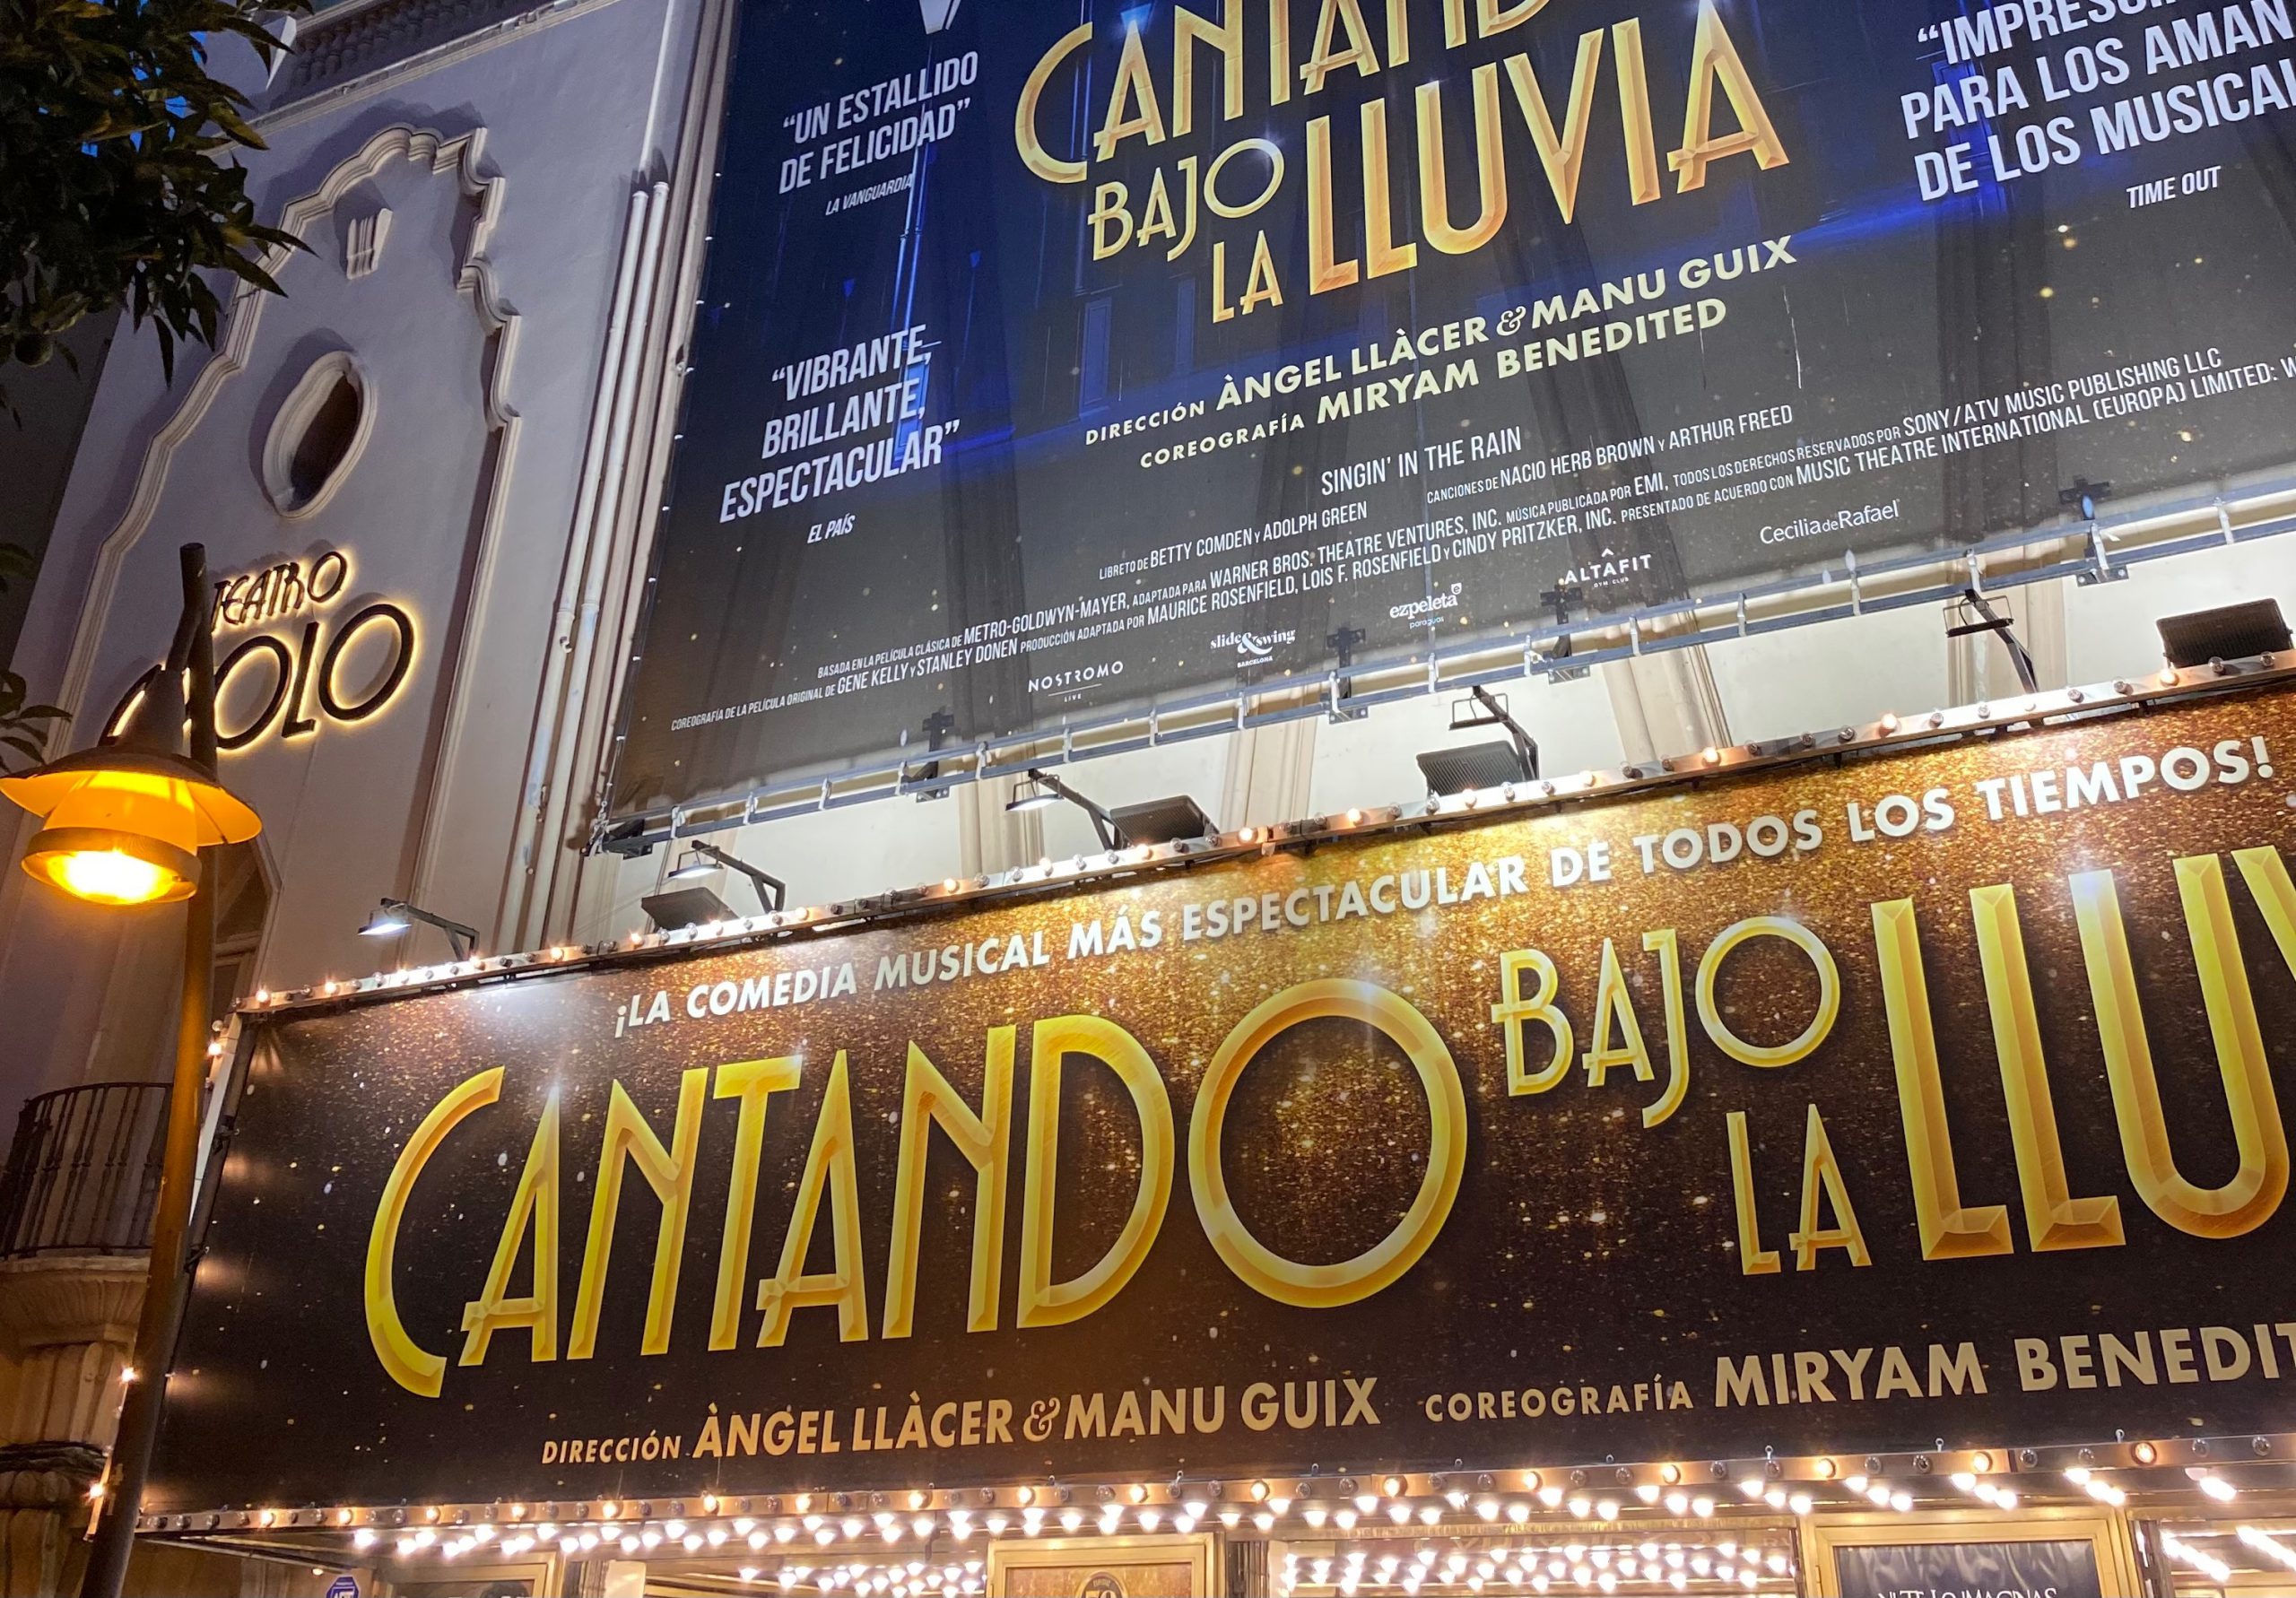 TEATRO
"UN ESTALLIDO
DE FELICIDAD"
LA VANGUARDIA
"VIBRANTE,
BRILLANTE,
ESPECTACULAR"
EL PAÍS
BAJO
LA LLUVIA
PARA LOS
DE LOS
TIME OUT
DIRECCIÓN ÀNGEL LLÀCER & MANU GUIX
COREOGRAFÍA MIRYAM BENEDITED
SINGIN' IN THE RAIN
LIBRETO DE BETTY COMDEN Y ADOLPH GREEN CANCIONES DE NACIO HERB BROWN Y ARTHUR FREED
BASADA EN LA PELÍCULA CLÁSICA DE METRO-GOLDWYN-MAYER, ADAPTADA PARA WARNER BROS. THEATRE VENTURES, INC. MÚSICA PUBLICADA POR EMI, TODOS LOS DERECHOS RESERVADOS POR SONY/ATV MUSIC PUBLISHING LLC
COREOGRAFÍA DE LA PELÍCULA ORIGINAL DE GENE KELLY Y STANLEY DONEN PRODUCCIÓN ADAPTADA POR MAURICE ROSENFIELD, LOIS F. ROSENFIELD Y CINDY PRITZKER, INC. PRESENTADO DE ACUERDO CON MUSIC THEATRE INTERNATIONAL (EUROPA) LIMITED:
NOSTROMO
LIVE
slide&swing
BARCELONA
ezpeleta
paraguas
ALTAFIT
GYM CLUB
CeciliadeRafael
¡LA COMEDIA MUSICAL MÁS ESPECTACULAR DE TODOS LOS TIEMPOS!
CANTANDO BAJO
LA
DIRECCIÓN ÀNGEL LLÀCER & MANU GUIX COREOGRAFÍA MIRYAM